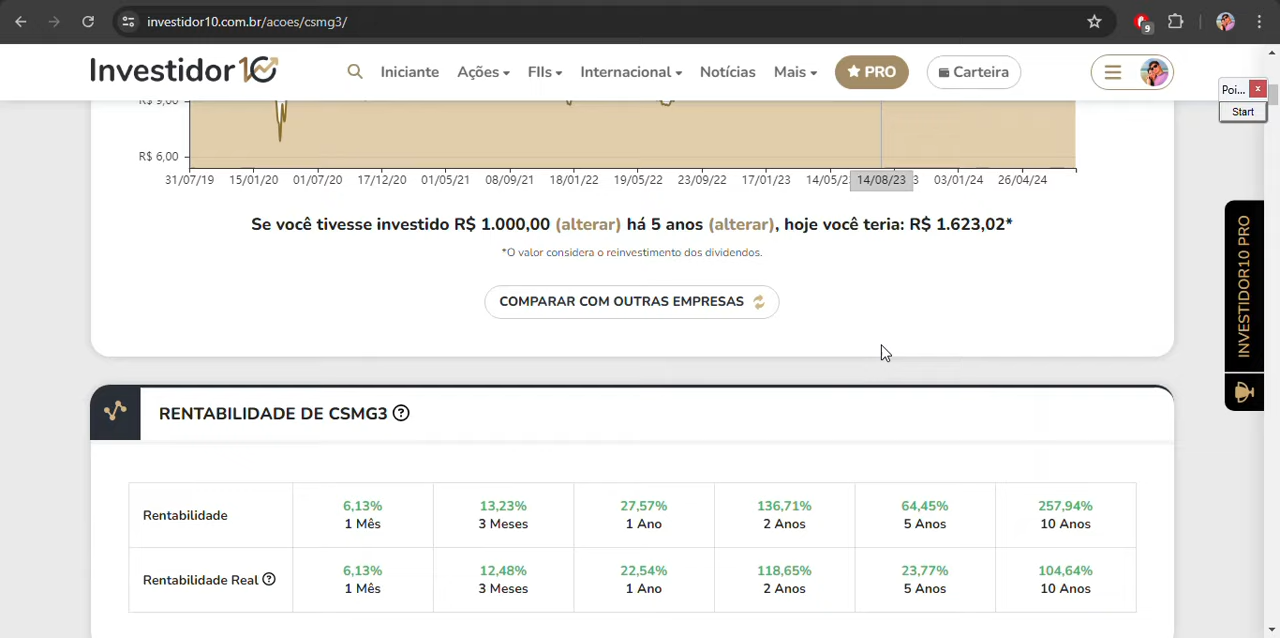 investidor10.com.br/acoes/csmg3/
9
Investidor10
Iniciante
Ações
FIIs
Internacional
Notícias
Mais
PRO
Carteira
Poi... x
Start
R$ 9,00
R$ 6,00
31/07/19 15/01/20 01/07/20 17/12/20 01/05/21 08/09/21 18/01/22 19/05/22 23/09/22 17/01/23 14/05/2 14/08/23 3 03/01/24 26/04/24
Se você tivesse investido R$ 1.000,00 (alterar) há 5 anos (alterar), hoje você teria: R$ 1.623,02*
*O valor considera o reinvestimento dos dividendos.
COMPARAR COM OUTRAS EMPRESAS
INVESTIDOR10 PRO
RENTABILIDADE DE CSMG3 ?
Rentabilidade
6,13% 13,23% 27,57% 136,71% 64,45% 257,94%
1 Mês 3 Meses 1 Ano 2 Anos 5 Anos 10 Anos
Rentabilidade Real ?
6,13% 12,48% 22,54% 118,65% 23,77% 104,64%
1 Mês 3 Meses 1 Ano 2 Anos 5 Anos 10 Anos